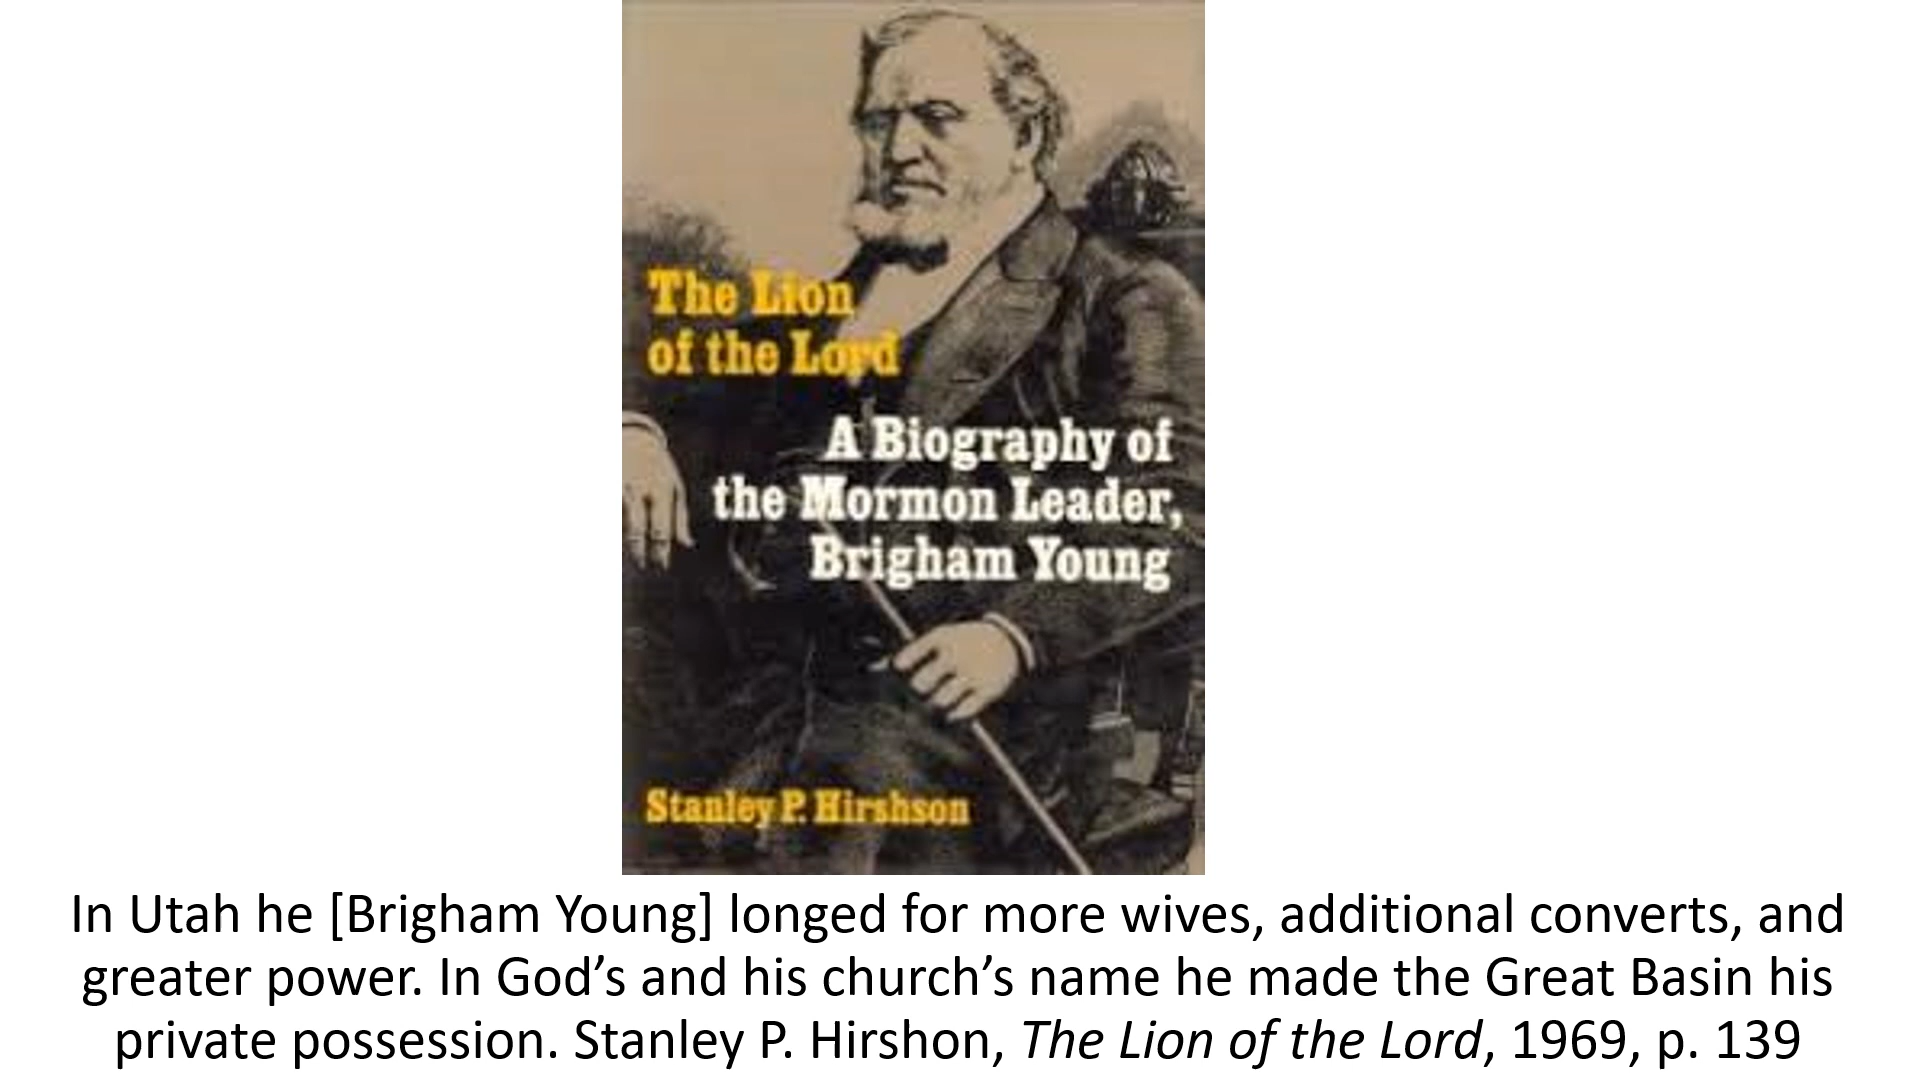 The Lion
of the Lord
A Biography of
the Mormon Leader,
Brigham Young
Stanley P. Hirshson
In Utah he [Brigham Young] longed for more wives, additional converts, and
greater power. In God’s and his church’s name he made the Great Basin his
private possession. Stanley P. Hirshon, The Lion of the Lord, 1969, p. 139